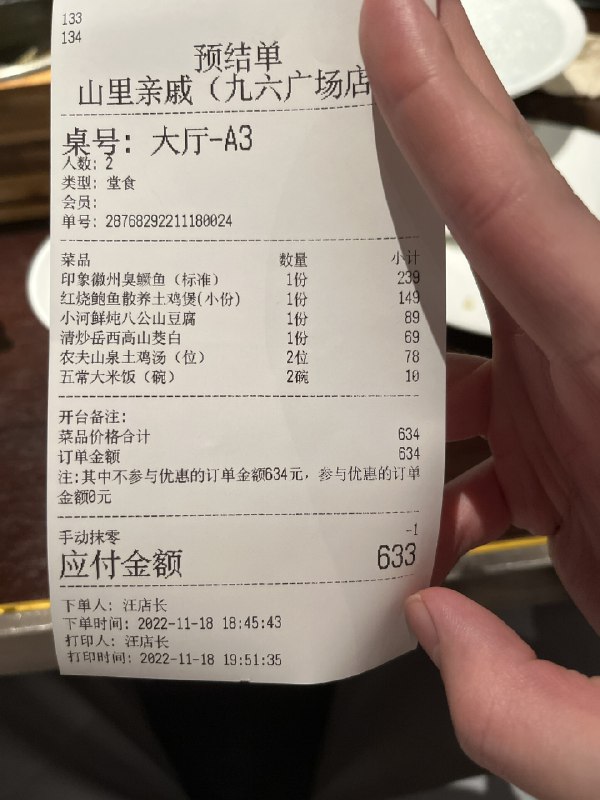 133
134
预结单
山里亲戚（九六广场店
桌号: 大厅-A3
人数: 2
类型: 堂食
会员:
单号: 28768292211180024
菜品 数量 小计
印象徽州臭鳜鱼（标准） 1份 239
红烧鲍鱼散养土鸡煲(小份) 1份 149
小河鲜炖八公山豆腐 1份 89
清炒岳西高山茭白 1份 69
农夫山泉土鸡汤（位） 2位 78
五常大米饭（碗） 2碗 10
开台备注:
菜品价格合计 634
订单金额 634
注:其中不参与优惠的订单金额634元, 参与优惠的订单
金额0元
手动抹零 -1
应付金额 633
下单人: 汪店长
下单时间: 2022-11-18 18:45:43
打印人: 汪店长
打印时间: 2022-11-18 19:51:35